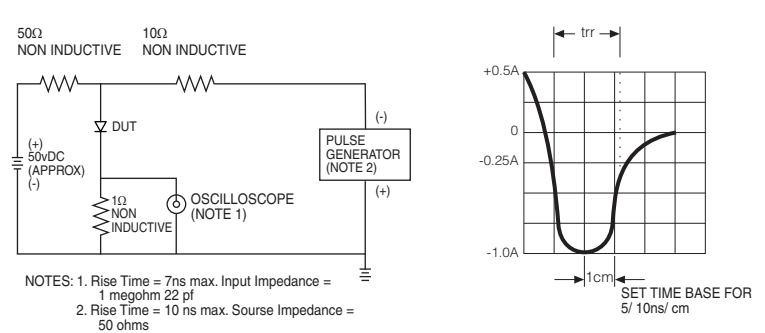 50Ω
NON INDUCTIVE
10Ω
NON INDUCTIVE
DUT
(+)
50vDC
(APPROX)
(-)
1Ω
NON
INDUCTIVE
OSCILLOSCOPE
(NOTE 1)
(-)
PULSE
GENERATOR
(NOTE 2)
(+)
NOTES: 1. Rise Time = 7ns max. Input Impedance =
1 megohm 22 pf
2. Rise Time = 10 ns max. Sourse Impedance =
50 ohms
trr
+0.5A
0
-0.25A
-1.0A
1cm
SET TIME BASE FOR
5/ 10ns/ cm